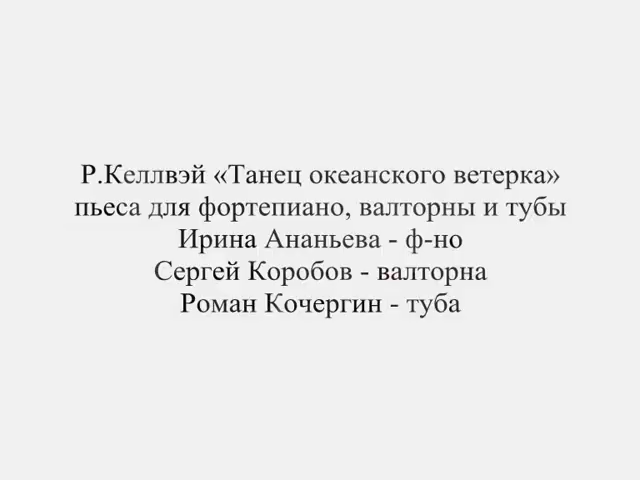 Р.Келлвэй «Танец океанского ветерка»
пьеса для фортепиано, валторны и тубы
Ирина Ананьева - ф-но
Сергей Коробов - валторна
Роман Кочергин - туба